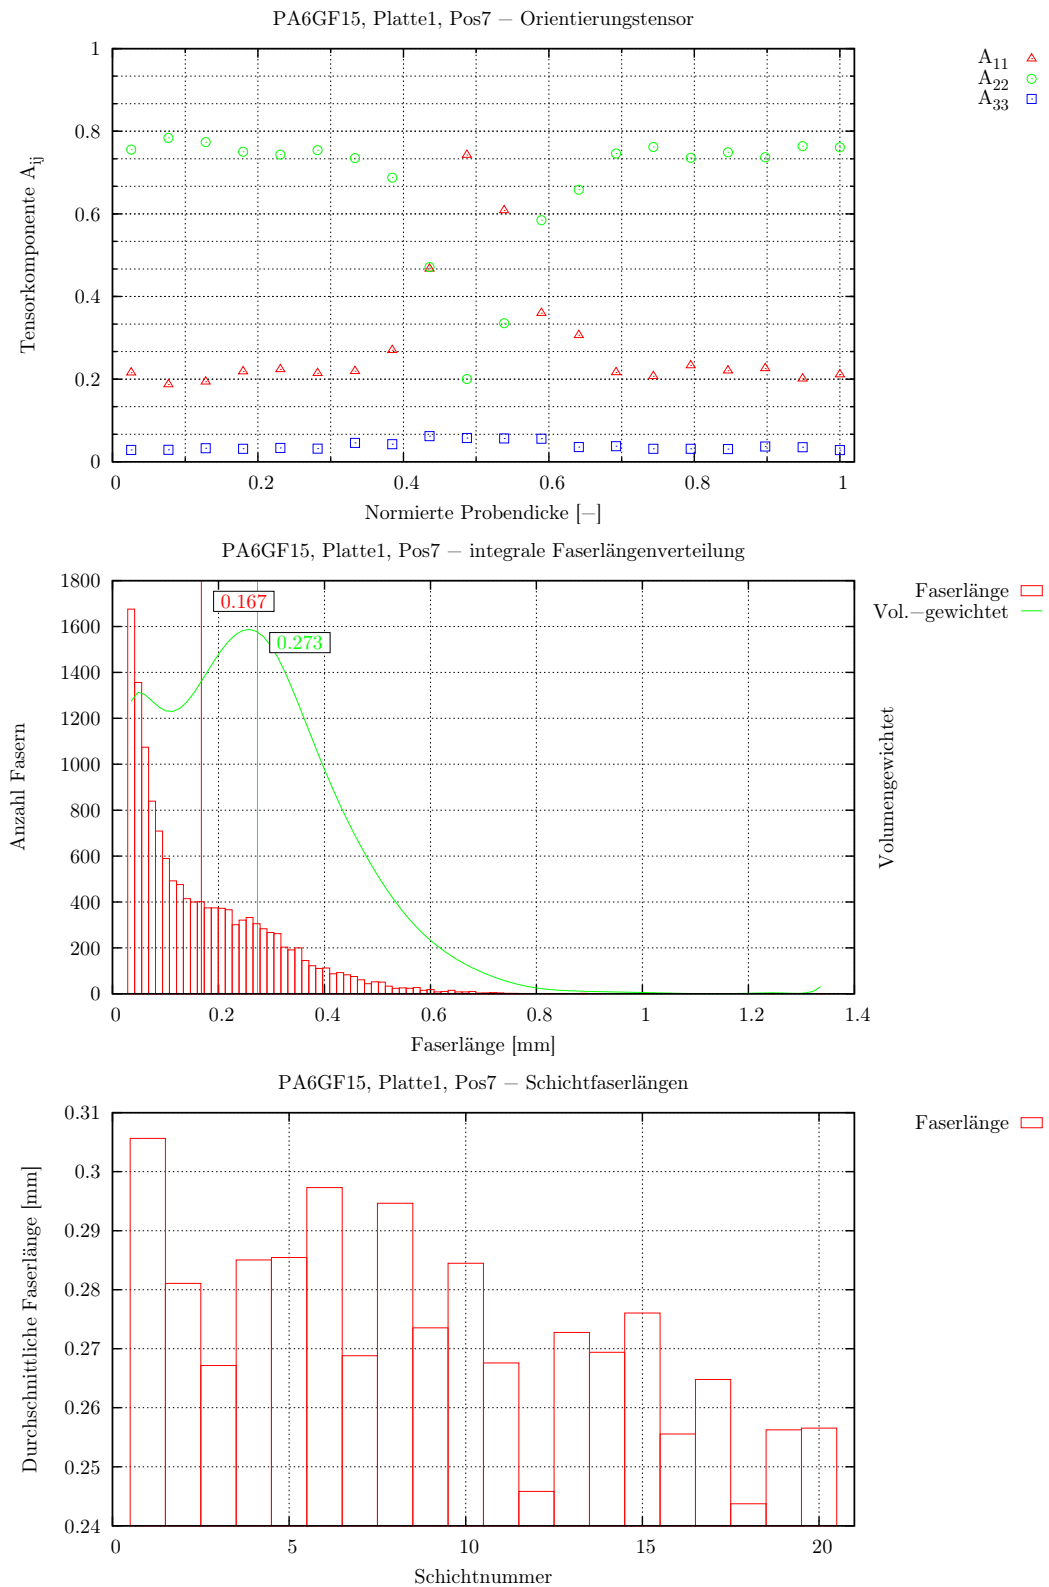 PA6GF15, Platte1, Pos7 − Orientierungstensor
A11
A22
A33
Tensorkomponente Aij
1
0.8
0.6
0.4
0.2
0
0 0.2 0.4 0.6 0.8 1
Normierte Probendicke [−]
PA6GF15, Platte1, Pos7 − integrale Faserlängenverteilung
Faserlänge
Vol.−gewichtet
0.167
0.273
Anzahl Fasern
Volumengewichtet
1800
1600
1400
1200
1000
800
600
400
200
0
0 0.2 0.4 0.6 0.8 1 1.2 1.4
Faserlänge [mm]
PA6GF15, Platte1, Pos7 − Schichtfaserlängen
Faserlänge
Durchschnittliche Faserlänge [mm]
0.31
0.3
0.29
0.28
0.27
0.26
0.25
0.24
0 5 10 15 20
Schichtnummer